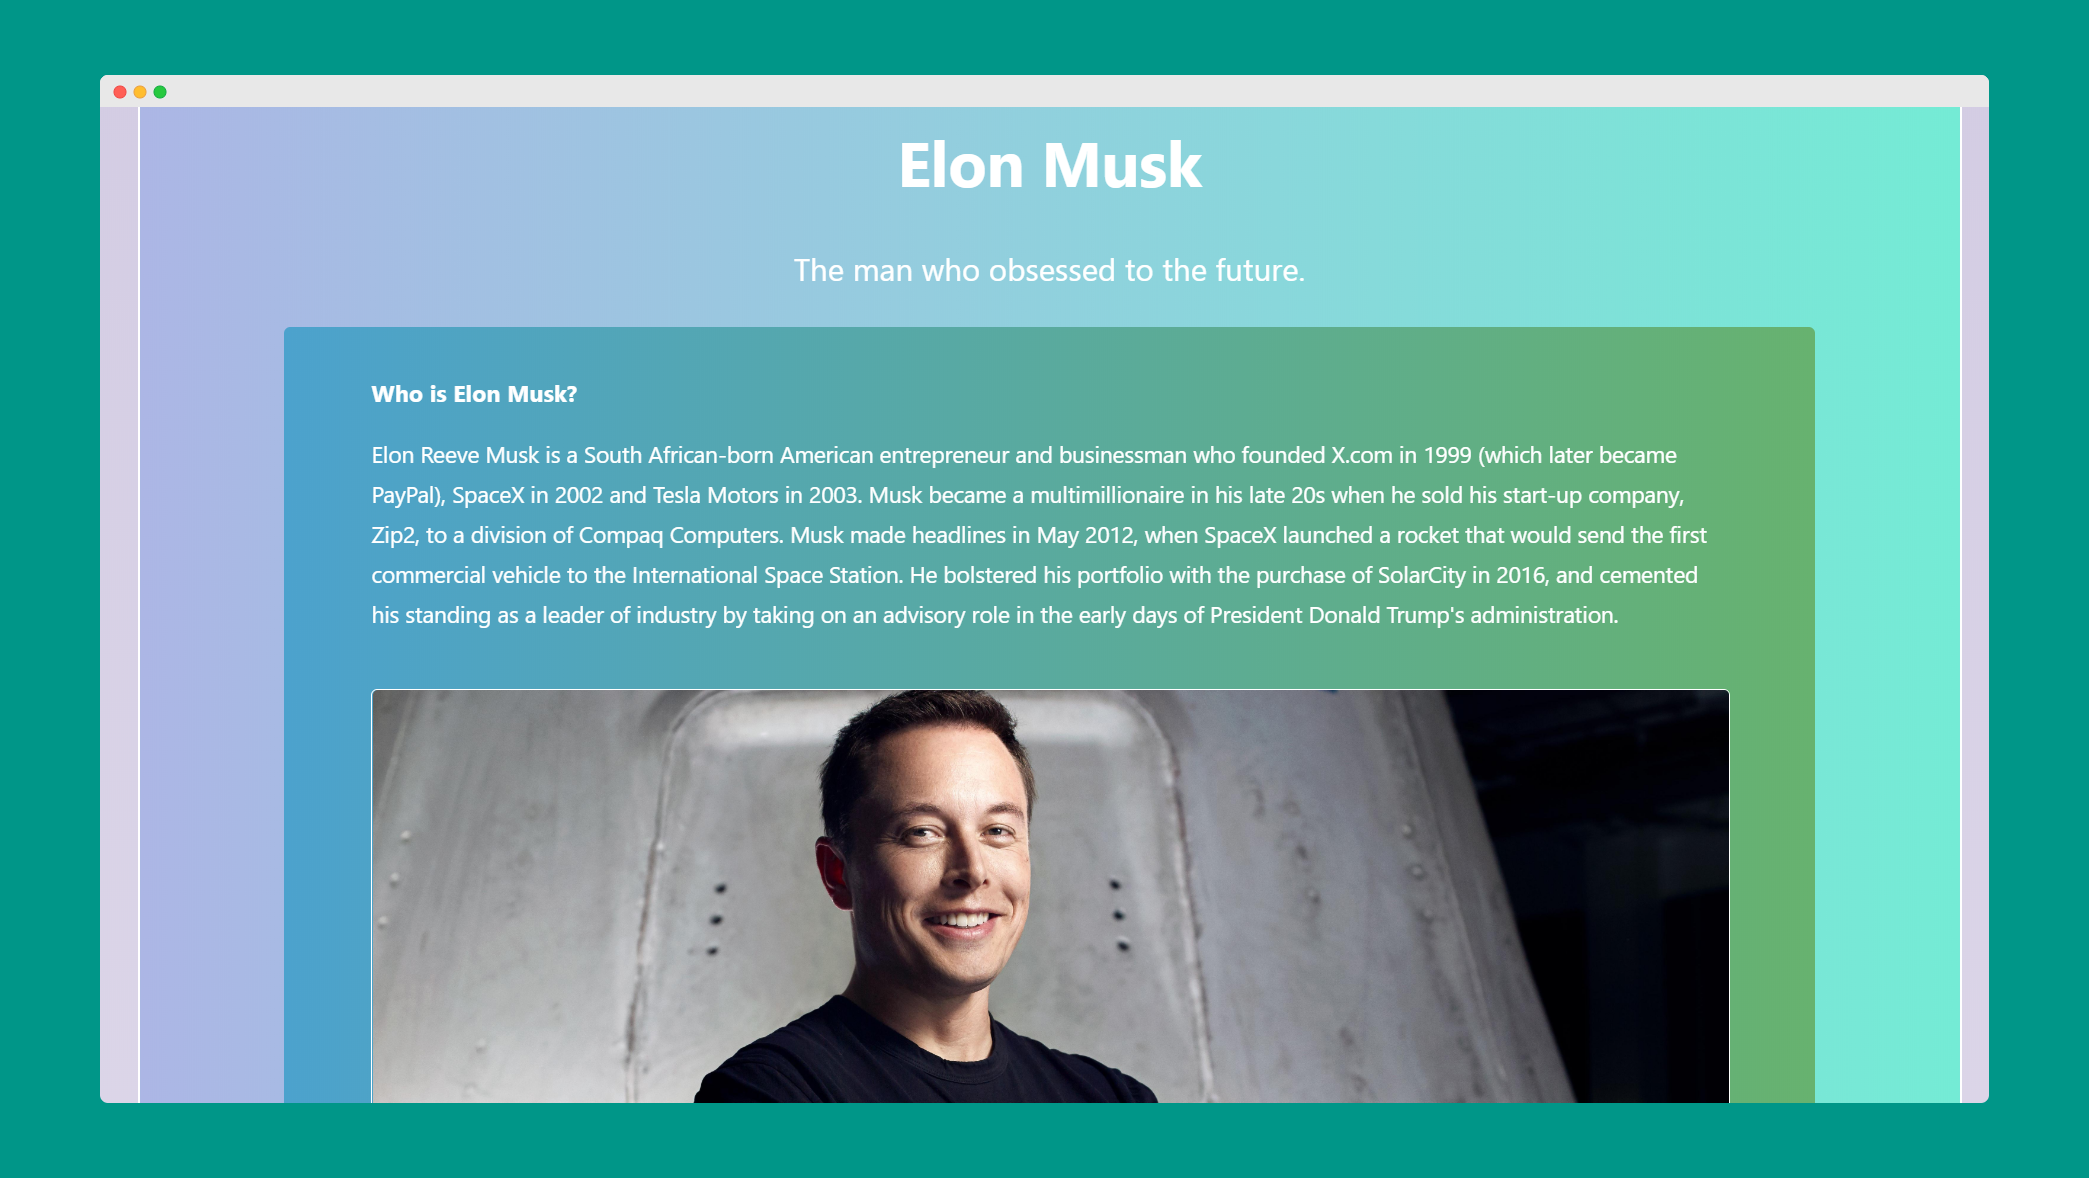 Elon Musk
The man who obsessed to the future.
Who is Elon Musk?
Elon Reeve Musk is a South African-born American entrepreneur and businessman who founded X.com in 1999 (which later became
PayPal), SpaceX in 2002 and Tesla Motors in 2003. Musk became a multimillionaire in his late 20s when he sold his start-up company,
Zip2, to a division of Compaq Computers. Musk made headlines in May 2012, when SpaceX launched a rocket that would send the first
commercial vehicle to the International Space Station. He bolstered his portfolio with the purchase of SolarCity in 2016, and cemented
his standing as a leader of industry by taking on an advisory role in the early days of President Donald Trump's administration.